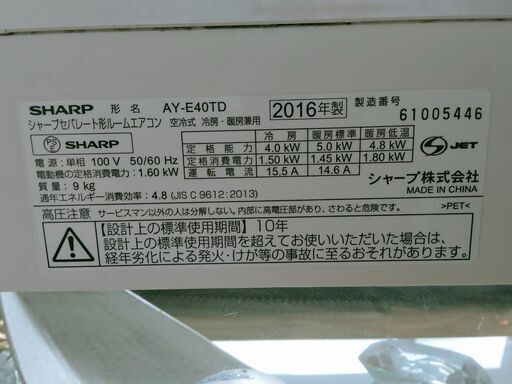 SHARP 形名 AY-E40TD 2016年製 製造番号 61005446
シャープセパレート形ルームエアコン 空冷式 冷房・暖房兼用
PS E SHARP
電源:単相 100 V 50/60 Hz
電動機の定格消費電力:1.60 kW
質量:9 kg
通年エネルギー消費効率:4.8 (JIS C 9612:2013)
冷房 暖房標準 暖房低温
定格能力 4.0 kW 5.0 kW 4.8 kW
定格消費電力 1.50 kW 1.45 kW 1.80 kW
運転電流 15.5 A 14.6 A
S JET
シャープ株式会社
MADE IN CHINA
高圧注意 サービスマン以外の人は分解しない。内部に高電圧部があり、さわると危険です。
>PET<
【設計上の標準使用期間】10年
設計上の標準使用期間を超えてお使いいただいた場合は、
経年劣化による発火・けが等の事故に至るおそれがあります。